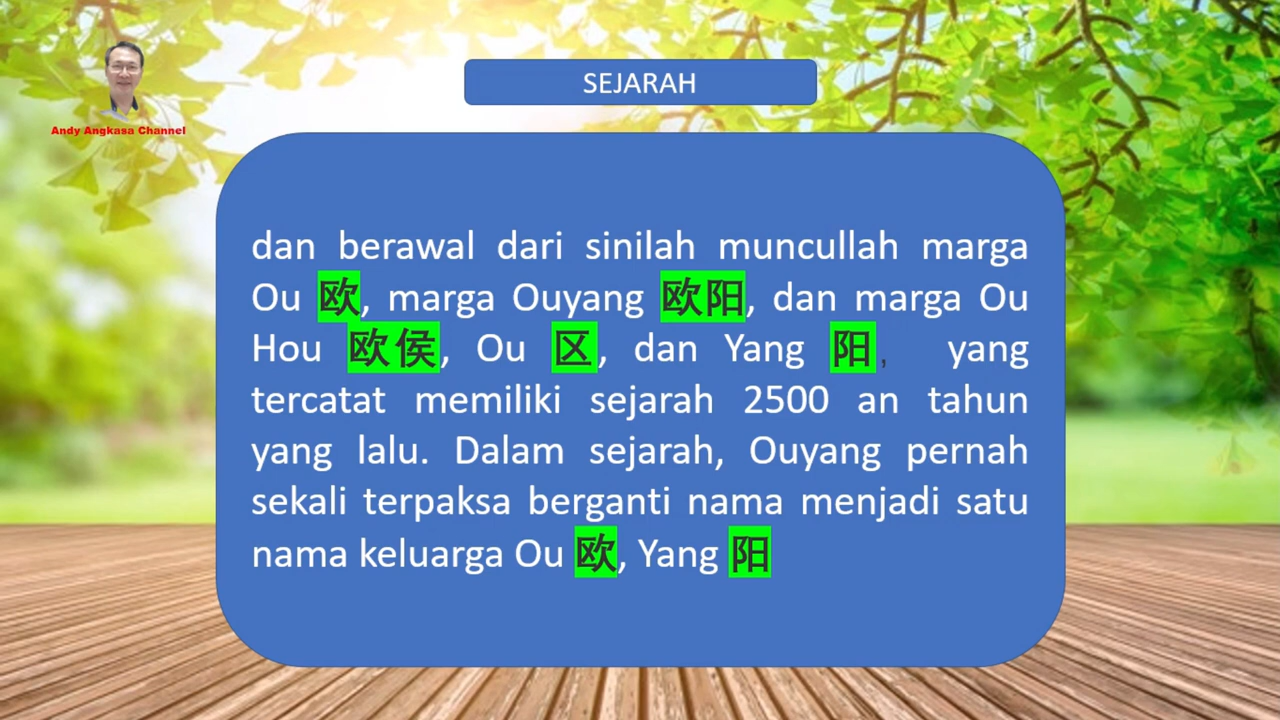 Andy Angkasa Channel
SEJARAH
dan berawal dari sinilah muncullah marga
Ou 欧, marga Ouyang 欧阳, dan marga Ou
Hou 欧侯, Ou 区, dan Yang 阳， yang
tercatat memiliki sejarah 2500 an tahun
yang lalu. Dalam sejarah, Ouyang pernah
sekali terpaksa berganti nama menjadi satu
nama keluarga Ou 欧, Yang 阳